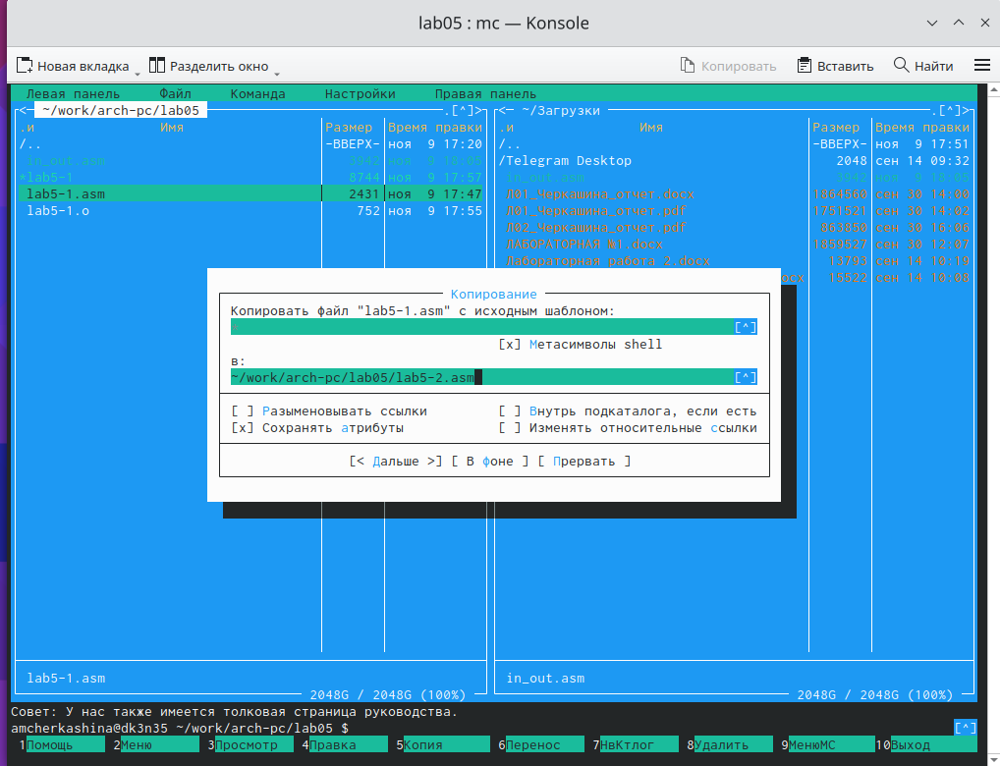 lab05 : mc — Konsole
Новая вкладка Разделить окно Копировать Вставить Найти
Левая панель Файл Команда Настройки Правая панель
<— ~/work/arch-pc/lab05 .[^]> <— ~/Загрузки .[^]>
.и Имя Размер Время правки .и Имя Размер Время правки
/.. -ВВЕРХ- ноя 9 17:20 /.. -ВВЕРХ- ноя 9 17:51
in_out.asm 3942 ноя 9 18:05 /Telegram Desktop 2048 сен 14 09:32
*lab5-1 8744 ноя 9 17:57 in_out.asm 3942 ноя 9 18:05
lab5-1.asm 2431 ноя 9 17:47 Л01_Черкашина_отчет.docx 1864560 сен 30 14:00
lab5-1.o 752 ноя 9 17:55 Л01_Черкашина_отчет.pdf 1751521 сен 30 14:02
Л02_Черкашина_отчет.pdf 863850 сен 30 16:06
ЛАБОРАТОРНАЯ №1.docx 1859527 сен 30 12:07
Лабораторная работа 2.docx 13793 сен 14 10:19
ocx 15522 сен 14 10:08
Копирование
Копировать файл "lab5-1.asm" с исходным шаблоном:
* [^]
[x] Метасимволы shell
в:
~/work/arch-pc/lab05/lab5-2.asm [^]
[ ] Разыменовывать ссылки [ ] Внутрь подкаталога, если есть
[x] Сохранять атрибуты [ ] Изменять относительные ссылки
[< Дальше >] [ В фоне ] [ Прервать ]
lab5-1.asm in_out.asm
2048G / 2048G (100%) 2048G / 2048G (100%)
Совет: У нас также имеется толковая страница руководства.
amcherkashina@dk3n35 ~/work/arch-pc/lab05 $ [^]
1Помощь 2Меню 3Просмотр 4Правка 5Копия 6Перенос 7НвКтлог 8Удалить 9МенюМС 10Выход